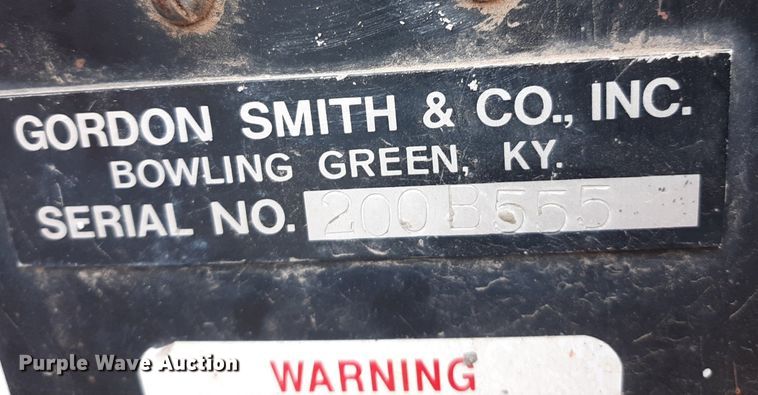 GORDON SMITH & CO., INC.
BOWLING GREEN, KY.
SERIAL NO. 200B555
Purple Wave Auction
WARNING